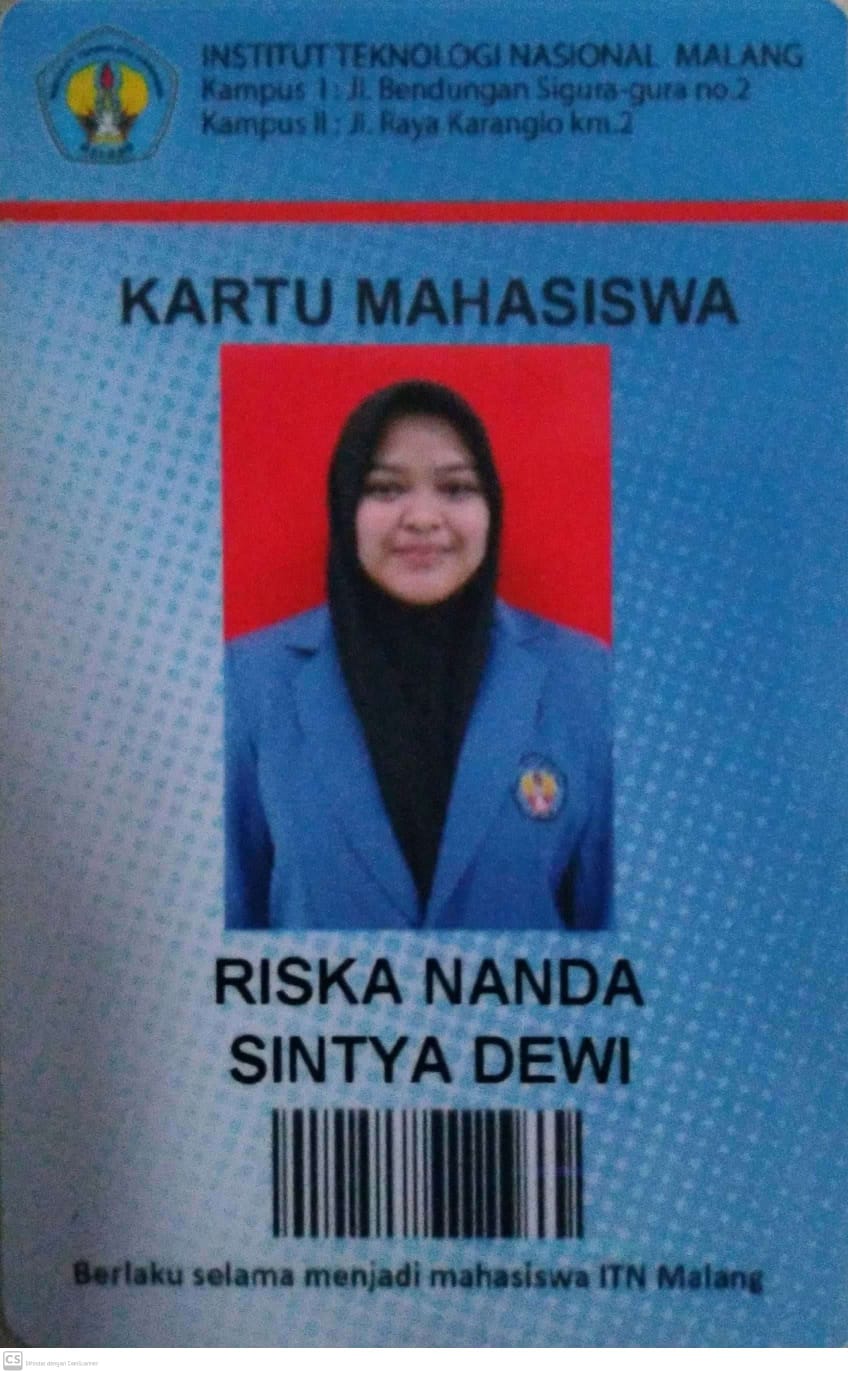 INSTITUT TEKNOLOGI NASIONAL MALANG
Kampus I : Jl. Bendungan Sigura-gura no.2
Kampus II : Jl. Raya Karanglo km.2
KARTU MAHASISWA
RISKA NANDA
SINTYA DEWI
Berlaku selama menjadi mahasiswa ITN Malang
CS dengan CamScanner